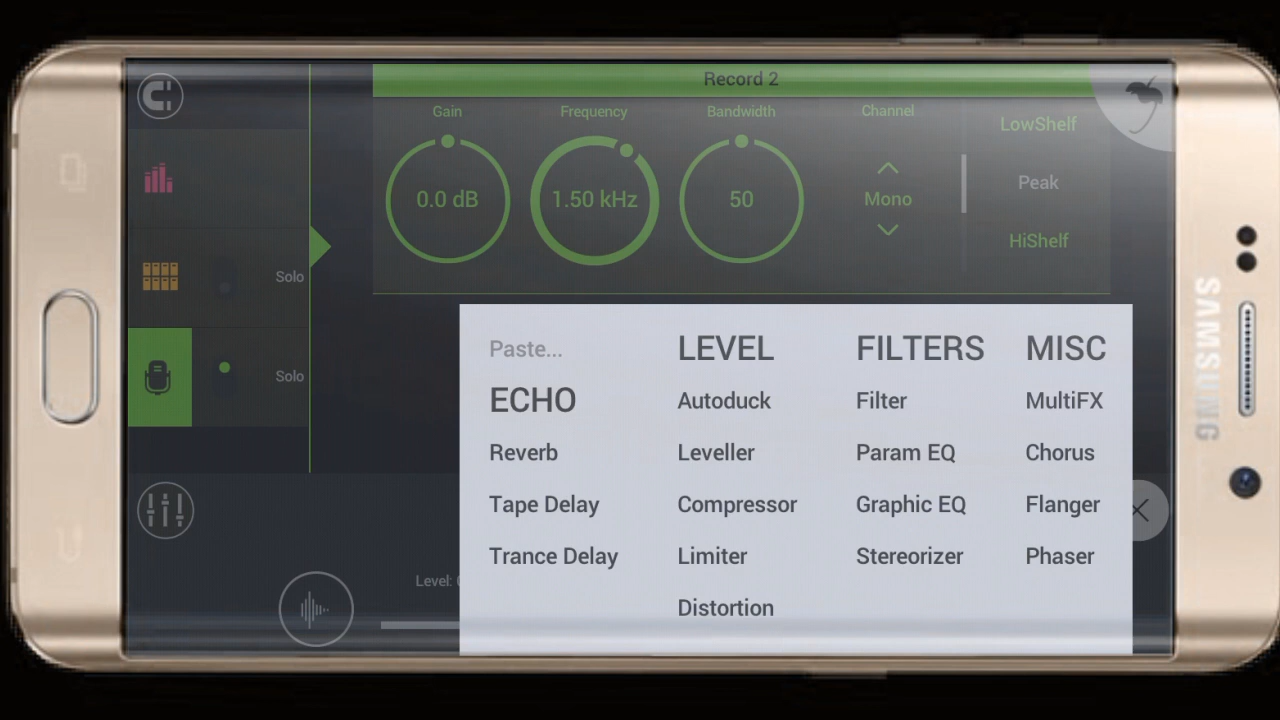 Record 2
Gain
Frequency
Bandwidth
Channel
LowShelf
0.0 dB
1.50 kHz
50
Mono
Peak
HiShelf
Solo
Solo
Paste...
ECHO
Reverb
Tape Delay
Trance Delay
LEVEL
Autoduck
Leveller
Compressor
Limiter
Distortion
FILTERS
Filter
Param EQ
Graphic EQ
Stereorizer
MISC
MultiFX
Chorus
Flanger
Phaser
Level:
SAMSUNG